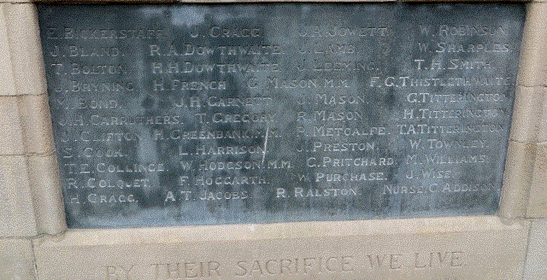 E. BICKERSTAFF. J. CRAGG. J.A. JOWETT. W. ROBINSON.
J. BLAND. R.A. DOWTHWAITE. J. LAMB. W. SHARPLES.
T. BOLTON. H.H. DOWTHWAITE. J. LEEMING. T.H. SMITH.
J. BRYNING. H. FRENCH. G. MASON. M.M. F.G. THISTLETHWAITE.
M. BOND. J.H. GARNETT. J. MASON. G. TITTERINGTON.
J.H. CARRUTHERS. T. GREGORY. R. MASON. H. TITTERINGTON.
J. CLIFTON. H. GREENBANK. M.M. R. METCALFE. T.A. TITTERINGTON.
S. COOK. L. HARRISON. J. PRESTON. W. TOWNLEY.
T.E. COLLINGE. W. HODGSON. M.M. C. PRITCHARD. M. WILLIAMS.
R. COLQUET. F. HOGGARTH. W. PURCHASE. J. WISE.
H. CRAGG. A.T. JACOBS. R. RALSTON. NURSE. C. ADDISON.
BY THEIR SACRIFICE WE LIVE.